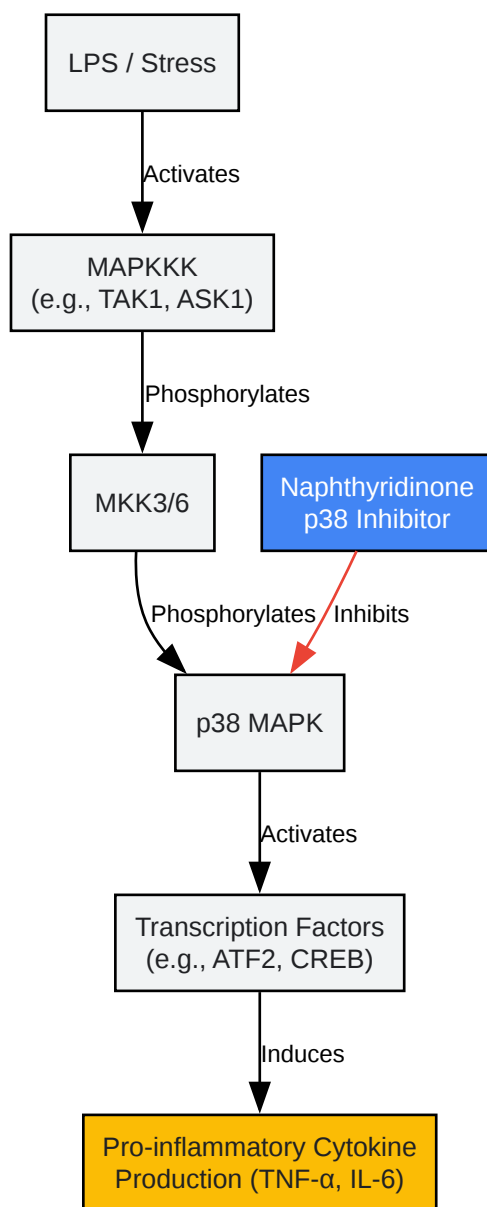 LPS / Stress
Activates
MAPKKK
(e.g., TAK1, ASK1)
Phosphorylates
MKK3/6
Naphthyridinone
p38 Inhibitor
Phosphorylates
Inhibits
p38 MAPK
Activates
Transcription Factors
(e.g., ATF2, CREB)
Induces
Pro-inflammatory Cytokine
Production (TNF-α, IL-6)